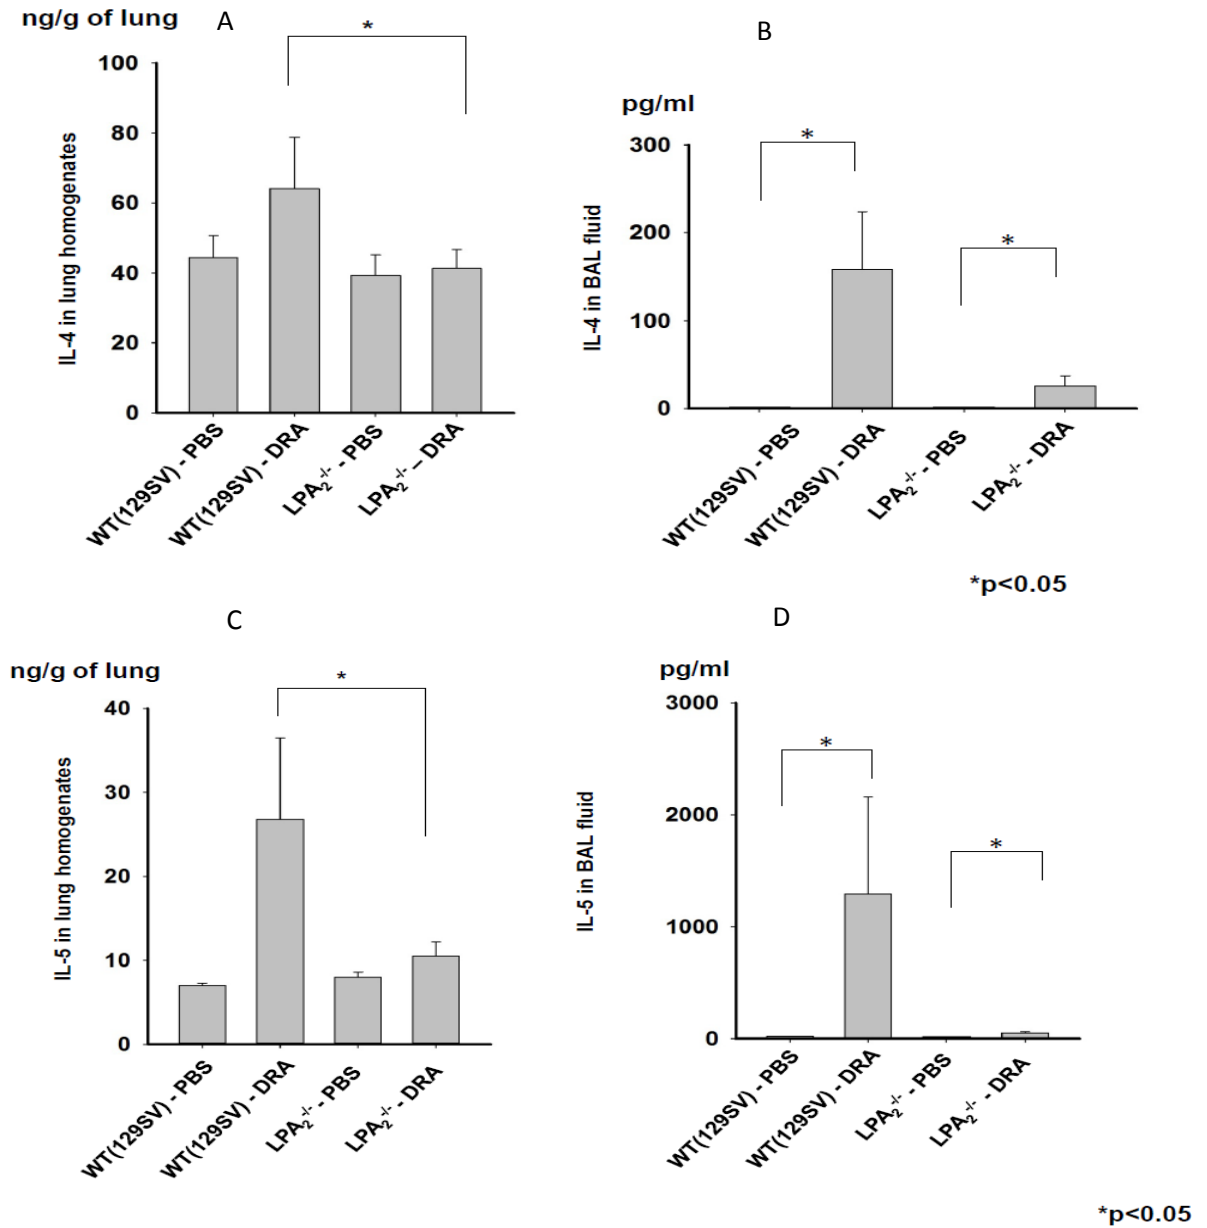 ng/g of lung
A
*
100
80
60
40
20
0
IL-4 in lung homogenates
WT(129SV) - PBS
WT(129SV) - DRA
LPA₂⁻/⁻ - PBS
LPA₂⁻/⁻ – DRA
B
pg/ml
*
*
300
200
100
0
IL-4 in BAL fluid
WT(129SV) - PBS
WT(129SV) - DRA
LPA₂⁻/⁻ - PBS
LPA₂⁻/⁻ - DRA
*p<0.05
C
ng/g of lung
*
40
30
20
10
0
IL-5 in lung homogenates
WT(129SV) - PBS
WT(129SV) - DRA
LPA₂⁻/⁻ - PBS
LPA₂⁻/⁻ - DRA
D
pg/ml
*
*
3000
2000
1000
0
IL-5 in BAL fluid
WT(129SV) - PBS
WT(129SV) - DRA
LPA₂⁻/⁻ - PBS
LPA₂⁻/⁻ - DRA
*p<0.05